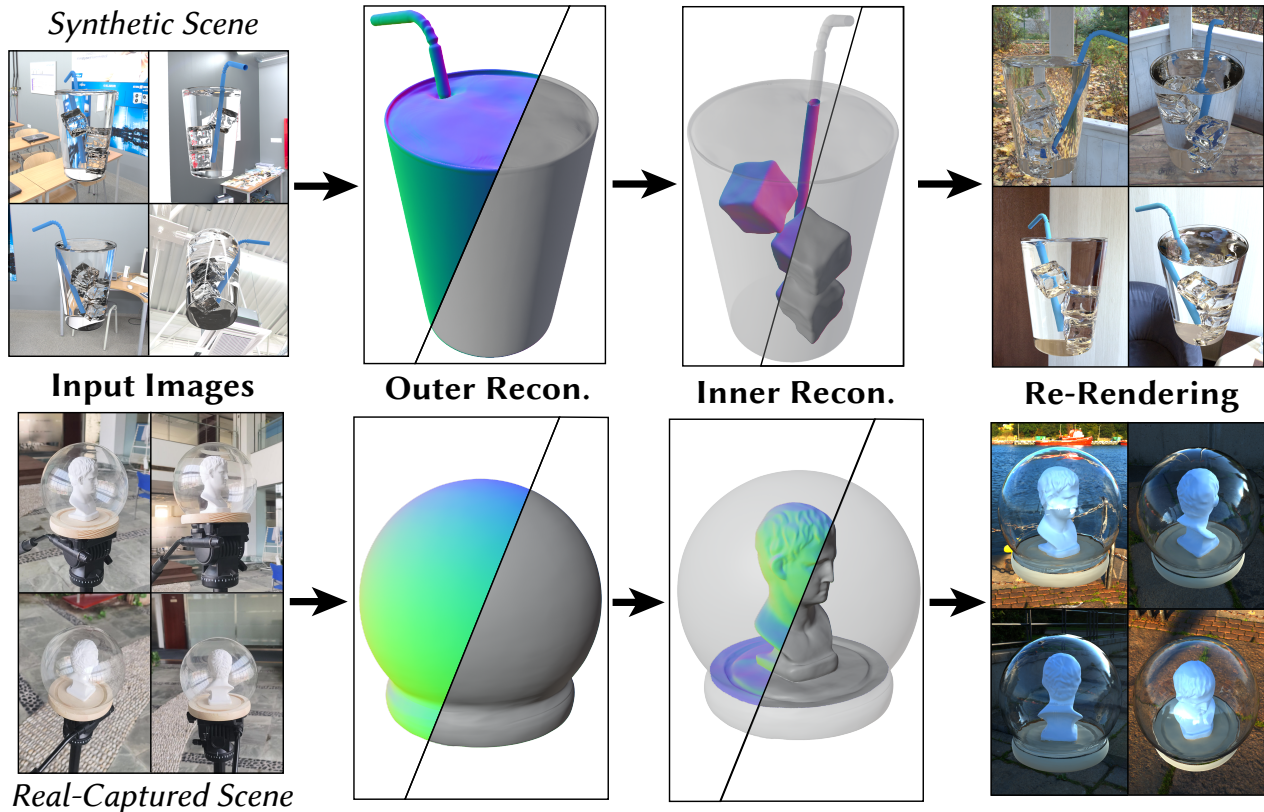 Synthetic Scene
Input Images
Outer Recon.
Inner Recon.
Re-Rendering
Real-Captured Scene